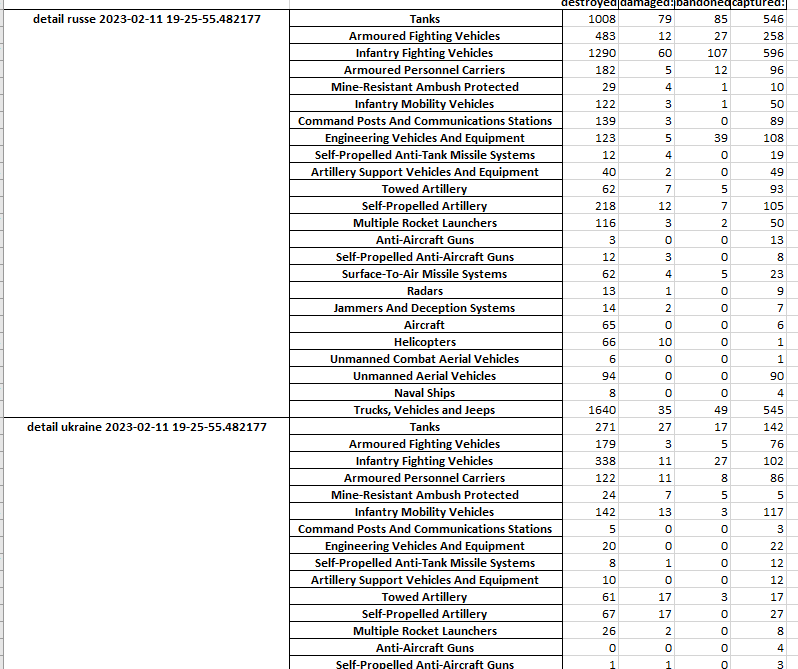 destroyed damaged: bandoned captured:
detail russe 2023-02-11 19-25-55.482177 Tanks 1008 79 85 546
Armoured Fighting Vehicles 483 12 27 258
Infantry Fighting Vehicles 1290 60 107 596
Armoured Personnel Carriers 182 5 12 96
Mine-Resistant Ambush Protected 29 4 1 10
Infantry Mobility Vehicles 122 3 1 50
Command Posts And Communications Stations 139 3 0 89
Engineering Vehicles And Equipment 123 5 39 108
Self-Propelled Anti-Tank Missile Systems 12 4 0 19
Artillery Support Vehicles And Equipment 40 2 0 49
Towed Artillery 62 7 5 93
Self-Propelled Artillery 218 12 7 105
Multiple Rocket Launchers 116 3 2 50
Anti-Aircraft Guns 3 0 0 13
Self-Propelled Anti-Aircraft Guns 12 3 0 8
Surface-To-Air Missile Systems 62 4 5 23
Radars 13 1 0 9
Jammers And Deception Systems 14 2 0 7
Aircraft 65 0 0 6
Helicopters 66 10 0 1
Unmanned Combat Aerial Vehicles 6 0 0 1
Unmanned Aerial Vehicles 94 0 0 90
Naval Ships 8 0 0 4
Trucks, Vehicles and Jeeps 1640 35 49 545
detail ukraine 2023-02-11 19-25-55.482177 Tanks 271 27 17 142
Armoured Fighting Vehicles 179 3 5 76
Infantry Fighting Vehicles 338 11 27 102
Armoured Personnel Carriers 122 11 8 86
Mine-Resistant Ambush Protected 24 7 5 5
Infantry Mobility Vehicles 142 13 3 117
Command Posts And Communications Stations 5 0 0 3
Engineering Vehicles And Equipment 20 0 0 22
Self-Propelled Anti-Tank Missile Systems 8 1 0 12
Artillery Support Vehicles And Equipment 10 0 0 12
Towed Artillery 61 17 3 17
Self-Propelled Artillery 67 17 0 27
Multiple Rocket Launchers 26 2 0 8
Anti-Aircraft Guns 0 0 0 4
Self-Propelled Anti-Aircraft Guns 1 1 0 3